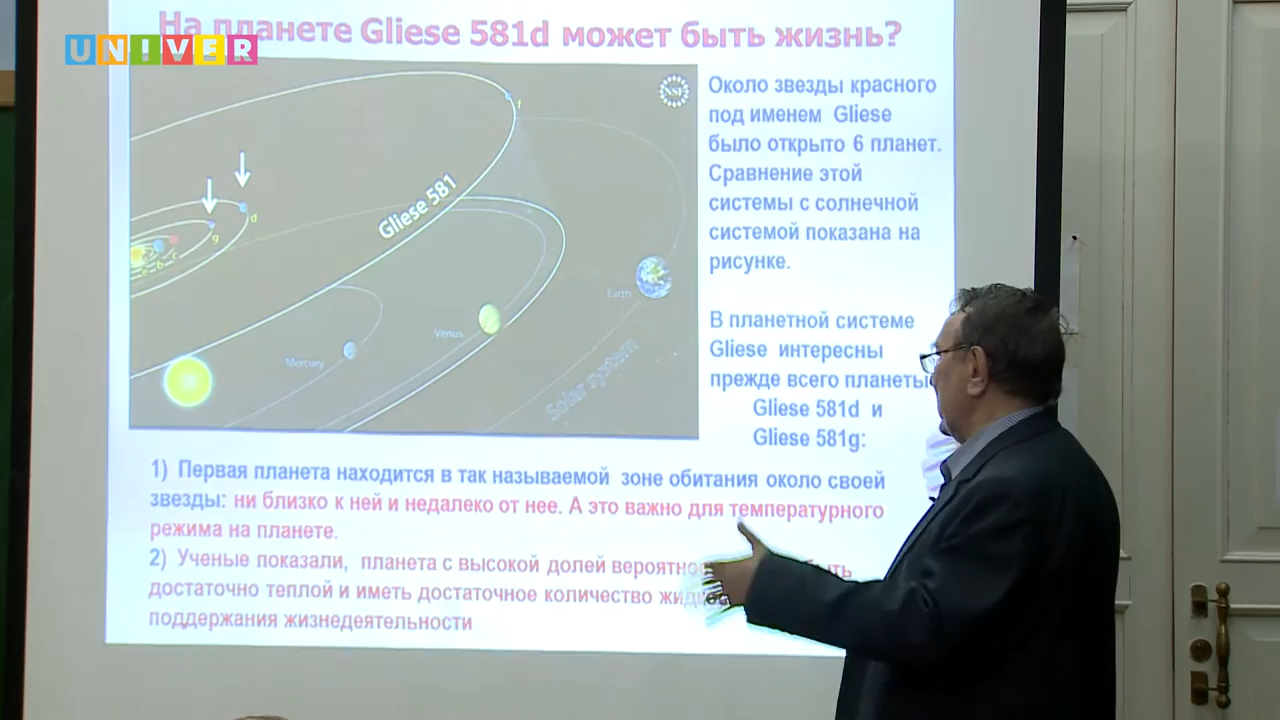 На планете Gliese 581d может быть жизнь?
UNIVER
NSF
f
d
g
e b c
Gliese 581
Earth
Venus
Mercury
Solar system
Около звезды красного
под именем Gliese
было открыто 6 планет.
Сравнение этой
системы с солнечной
системой показана на
рисунке.
В планетной системе
Gliese интересны
прежде всего планеты
Gliese 581d и
Gliese 581g:
1) Первая планета находится в так называемой зоне обитания около своей
звезды: ни близко к ней и недалеко от нее. А это важно для температурного
режима на планете.
2) Ученые показали, планета с высокой долей вероятнос быть
достаточно теплой и иметь достаточное количество жидко
поддержания жизнедеятельности